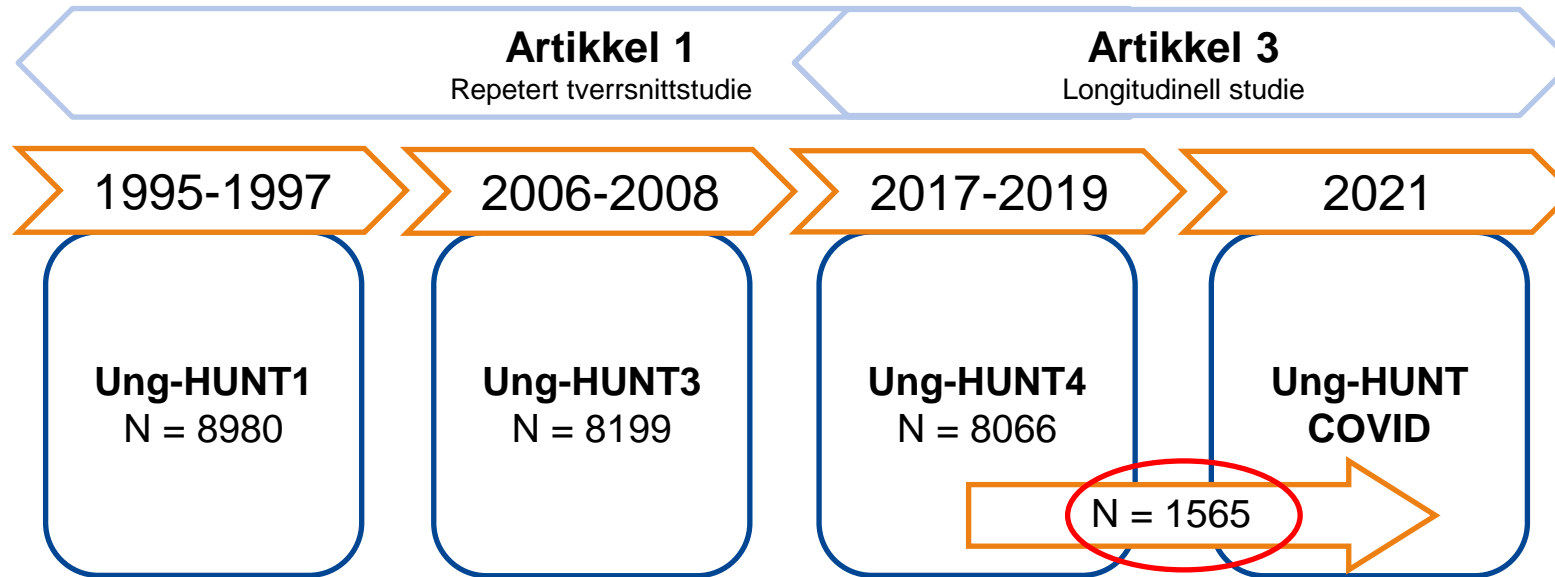 Artikkel 1
Repetert tverrsnittstudie
Artikkel 3
Longitudinell studie
1995-1997
2006-2008
2017-2019
2021
Ung-HUNT1
N = 8980
Ung-HUNT3
N = 8199
Ung-HUNT4
N = 8066
Ung-HUNT
COVID
N = 1565